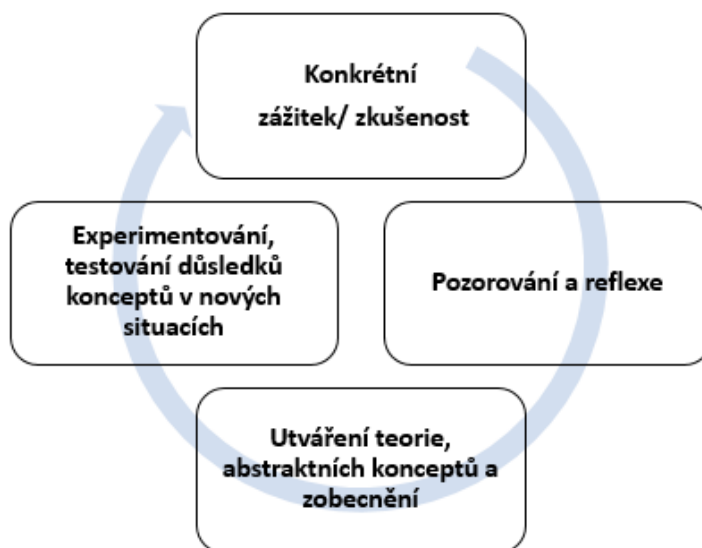 Konkrétní
zážitek/ zkušenost
Pozorování a reflexe
Utváření teorie,
abstraktních konceptů a
zobecnění
Experimentování,
testování důsledků
konceptů v nových
situacích